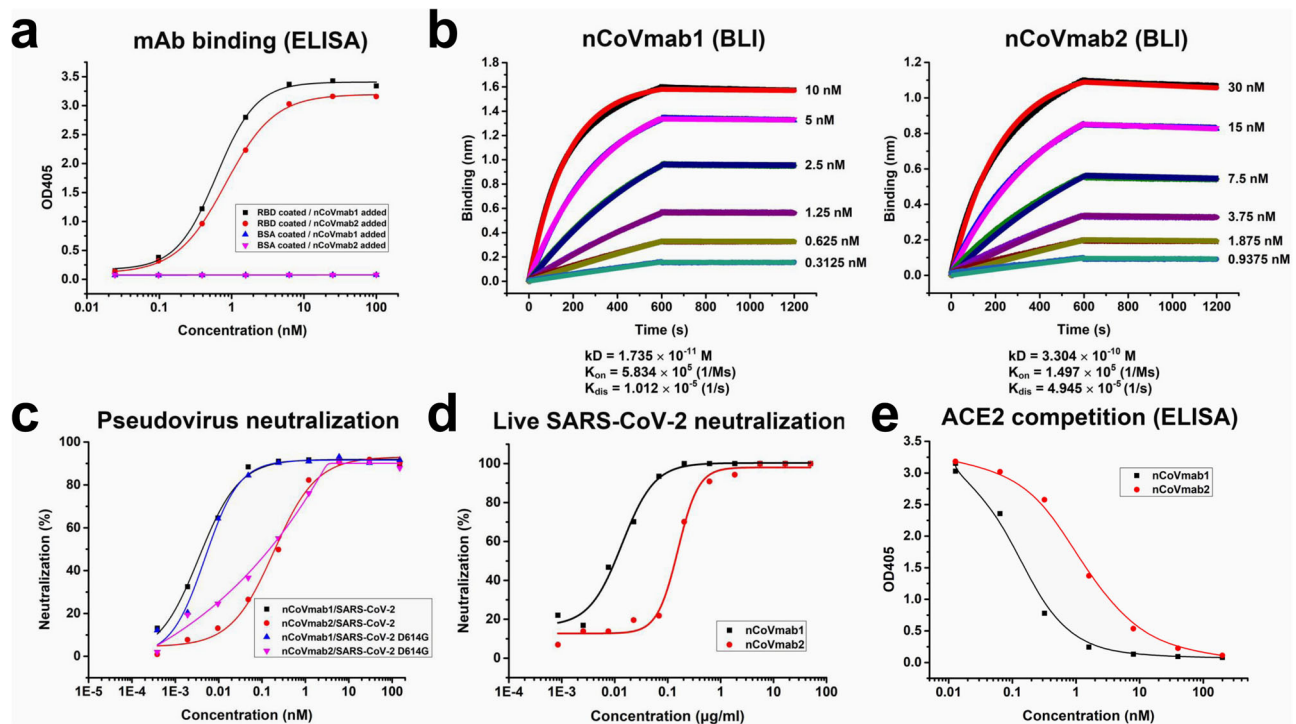 a
mAb binding (ELISA)
OD405
3.5
3.0
2.5
2.0
1.5
1.0
0.5
0.0
RBD coated / nCoVmab1 added
RBD coated / nCoVmab2 added
BSA coated / nCoVmab1 added
BSA coated / nCoVmab2 added
0.01 0.1 1 10 100
Concentration (nM)
b
nCoVmab1 (BLI)
Binding (nm)
1.8
1.6
1.4
1.2
1.0
0.8
0.6
0.4
0.2
0.0
10 nM
5 nM
2.5 nM
1.25 nM
0.625 nM
0.3125 nM
0 200 400 600 800 1000 1200
Time (s)
kD = 1.735 × 10⁻¹¹ M
Kon = 5.834 × 10⁵ (1/Ms)
Kdis = 1.012 × 10⁻⁵ (1/s)
nCoVmab2 (BLI)
Binding (nm)
1.2
1.0
0.8
0.6
0.4
0.2
0.0
30 nM
15 nM
7.5 nM
3.75 nM
1.875 nM
0.9375 nM
0 200 400 600 800 1000 1200
Time (s)
kD = 3.304 × 10⁻¹⁰ M
Kon = 1.497 × 10⁵ (1/Ms)
Kdis = 4.945 × 10⁻⁵ (1/s)
c
Pseudovirus neutralization
Neutralization (%)
100
80
60
40
20
0
nCoVmab1/SARS-CoV-2
nCoVmab2/SARS-CoV-2
nCoVmab1/SARS-CoV-2 D614G
nCoVmab2/SARS-CoV-2 D614G
1E-5 1E-4 1E-3 0.01 0.1 1 10 100
Concentration (nM)
d
Live SARS-CoV-2 neutralization
Neutralization (%)
100
80
60
40
20
0
nCoVmab1
nCoVmab2
1E-4 1E-3 0.01 0.1 1 10 100
Concentration (μg/ml)
e
ACE2 competition (ELISA)
OD405
3.5
3.0
2.5
2.0
1.5
1.0
0.5
0.0
nCoVmab1
nCoVmab2
0.01 0.1 1 10 100
Concentration (nM)